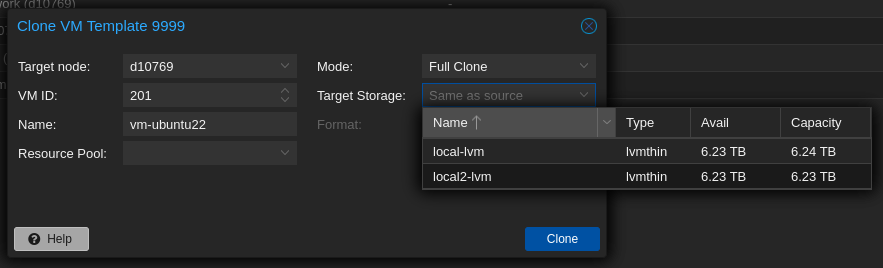 work (d10769)
-
Clone VM Template 9999
Target node: d10769
Mode: Full Clone
VM ID: 201
Target Storage: Same as source
Name: vm-ubuntu22
Format:
Resource Pool:
Name Type Avail Capacity
local-lvm lvmthin 6.23 TB 6.24 TB
local2-lvm lvmthin 6.23 TB 6.23 TB
Help
Clone